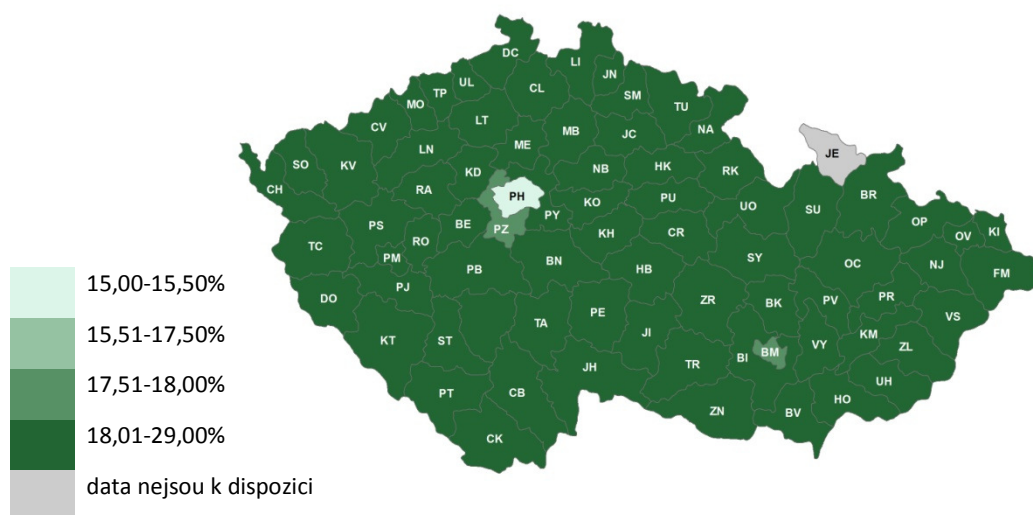 DC
LI
UL
JN
TP
CL
SM
MO
TU
CV
LT
MB
JC
NA
LN
ME
SO
KV
KD
NB
HK
RK
JE
CH
RA
PH
KO
PU
UO
SU
BR
PS
BE
PZ
PY
OP
TC
RO
KH
CR
OV
KI
PM
BN
SY
OC
NJ
FM
PB
HB
DO
PJ
ZR
BK
PV
PR
PE
VS
KT
ST
TA
JI
VY
KM
ZL
BI
BM
JH
TR
UH
PT
CB
HO
ZN
BV
CK
15,00-15,50%
15,51-17,50%
17,51-18,00%
18,01-29,00%
data nejsou k dispozici